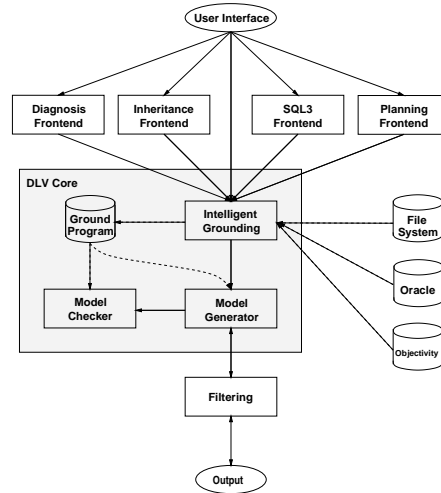 User Interface
Diagnosis
Frontend
Inheritance
Frontend
SQL3
Frontend
Planning
Frontend
DLV Core
Ground
Program
Intelligent
Grounding
File
System
Model
Checker
Model
Generator
Oracle
Objectivity
Filtering
Output